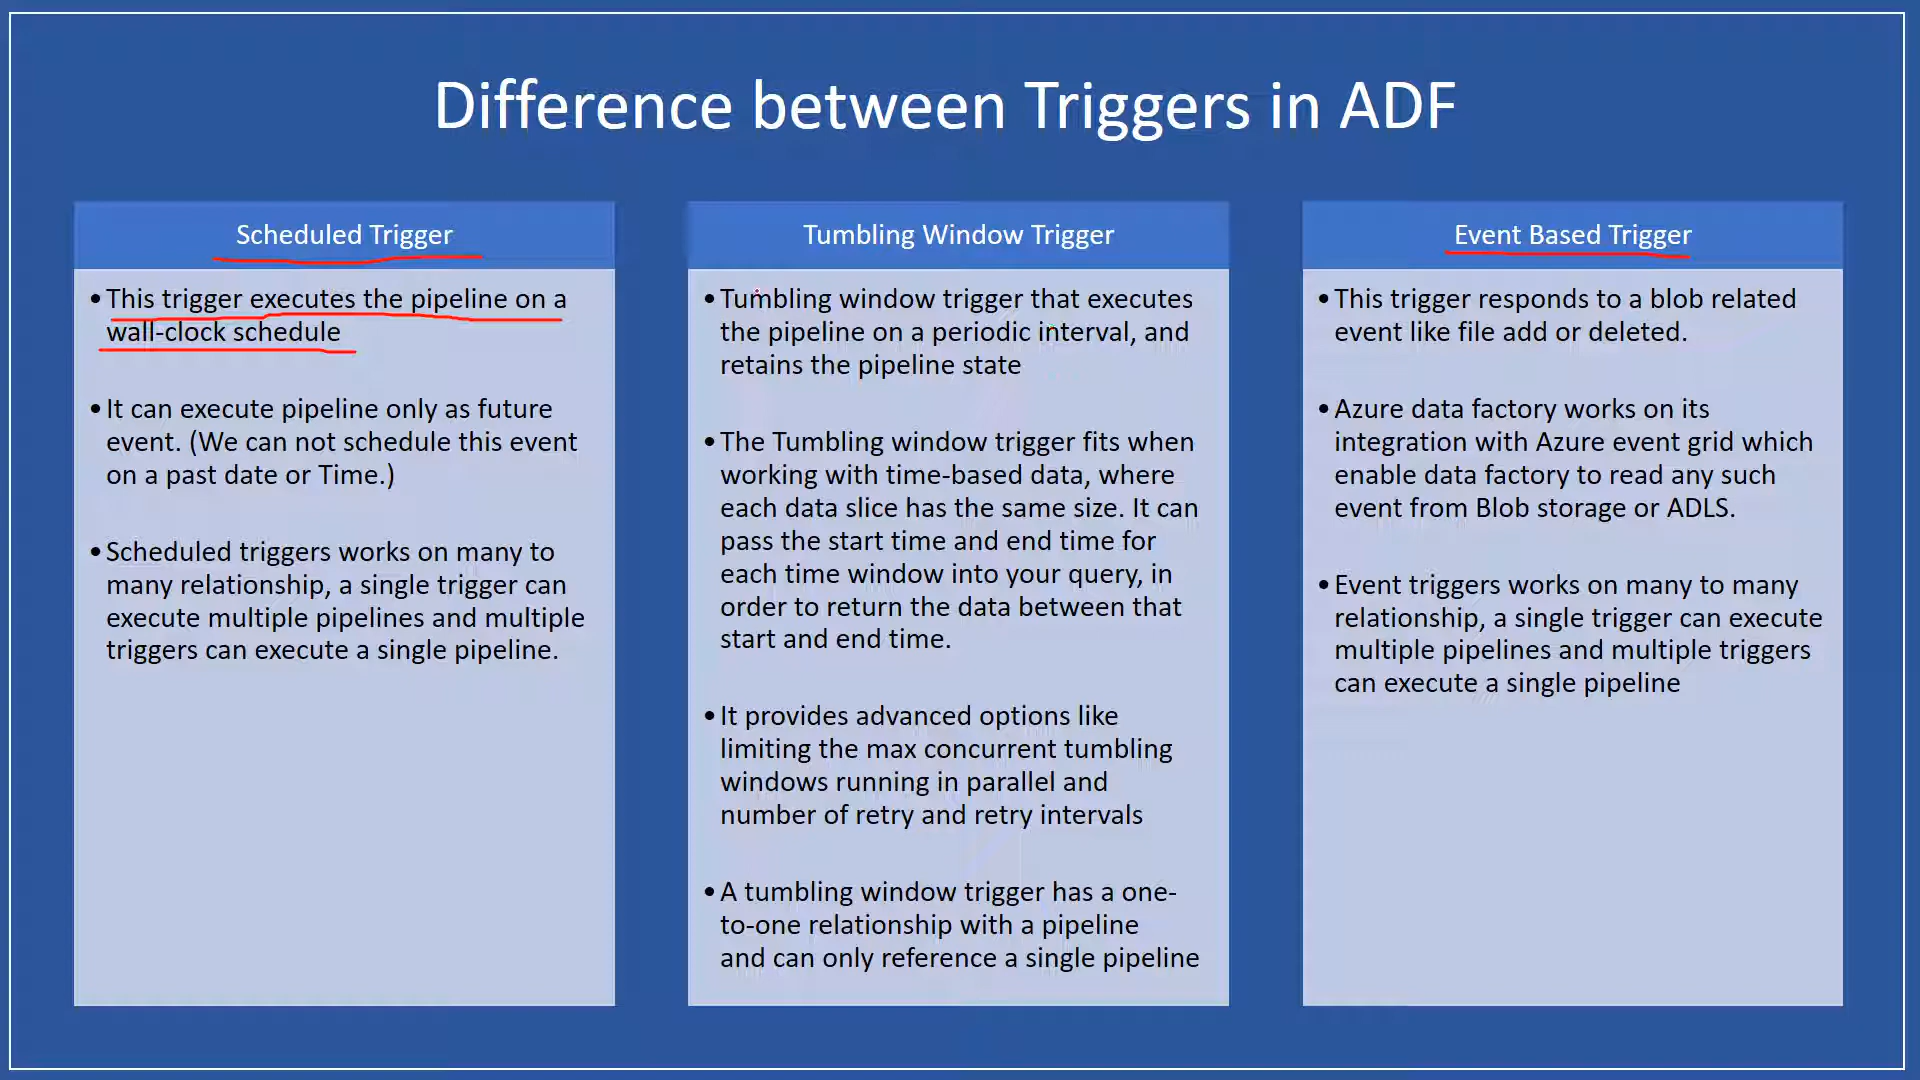 Difference between Triggers in ADF
Scheduled Trigger
•This trigger executes the pipeline on a
wall-clock schedule
•It can execute pipeline only as future
event. (We can not schedule this event
on a past date or Time.)
•Scheduled triggers works on many to
many relationship, a single trigger can
execute multiple pipelines and multiple
triggers can execute a single pipeline.
Tumbling Window Trigger
•Tumbling window trigger that executes
the pipeline on a periodic interval, and
retains the pipeline state
•The Tumbling window trigger fits when
working with time-based data, where
each data slice has the same size. It can
pass the start time and end time for
each time window into your query, in
order to return the data between that
start and end time.
•It provides advanced options like
limiting the max concurrent tumbling
windows running in parallel and
number of retry and retry intervals
•A tumbling window trigger has a one-
to-one relationship with a pipeline
and can only reference a single pipeline
Event Based Trigger
•This trigger responds to a blob related
event like file add or deleted.
•Azure data factory works on its
integration with Azure event grid which
enable data factory to read any such
event from Blob storage or ADLS.
•Event triggers works on many to many
relationship, a single trigger can execute
multiple pipelines and multiple triggers
can execute a single pipeline